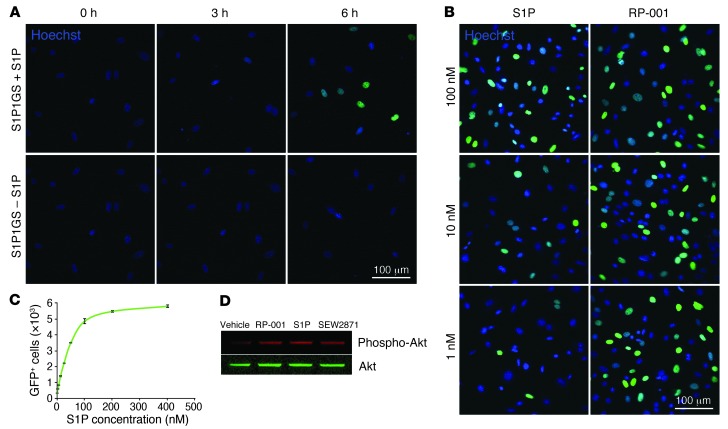 A
0 h
3 h
6 h
S1P1GS + S1P
Hoechst
S1P1GS – S1P
100 μm
B
S1P
RP-001
Hoechst
100 nM
10 nM
1 nM
100 μm
C
GFP⁺ cells (×10³)
6
5
4
3
2
1
0
0
100
200
300
400
500
S1P concentration (nM)
D
Vehicle
RP-001
S1P
SEW2871
Phospho-Akt
Akt